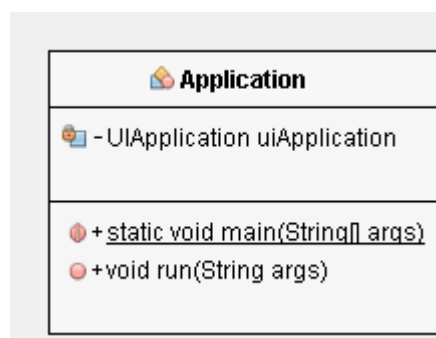 Application
-UIApplication uiApplication
+static void main(String[] args)
+void run(String args)